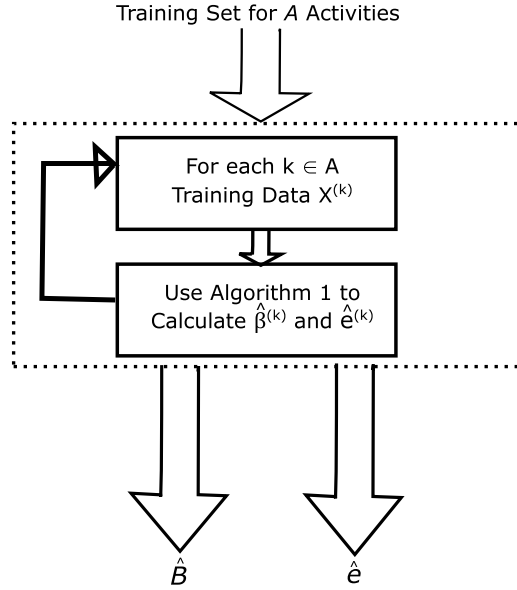 Training Set for A Activities
For each k ∈ A
Training Data X⁽ᵏ⁾
Use Algorithm 1 to
Calculate β̂⁽ᵏ⁾ and ê⁽ᵏ⁾
B̂
ê